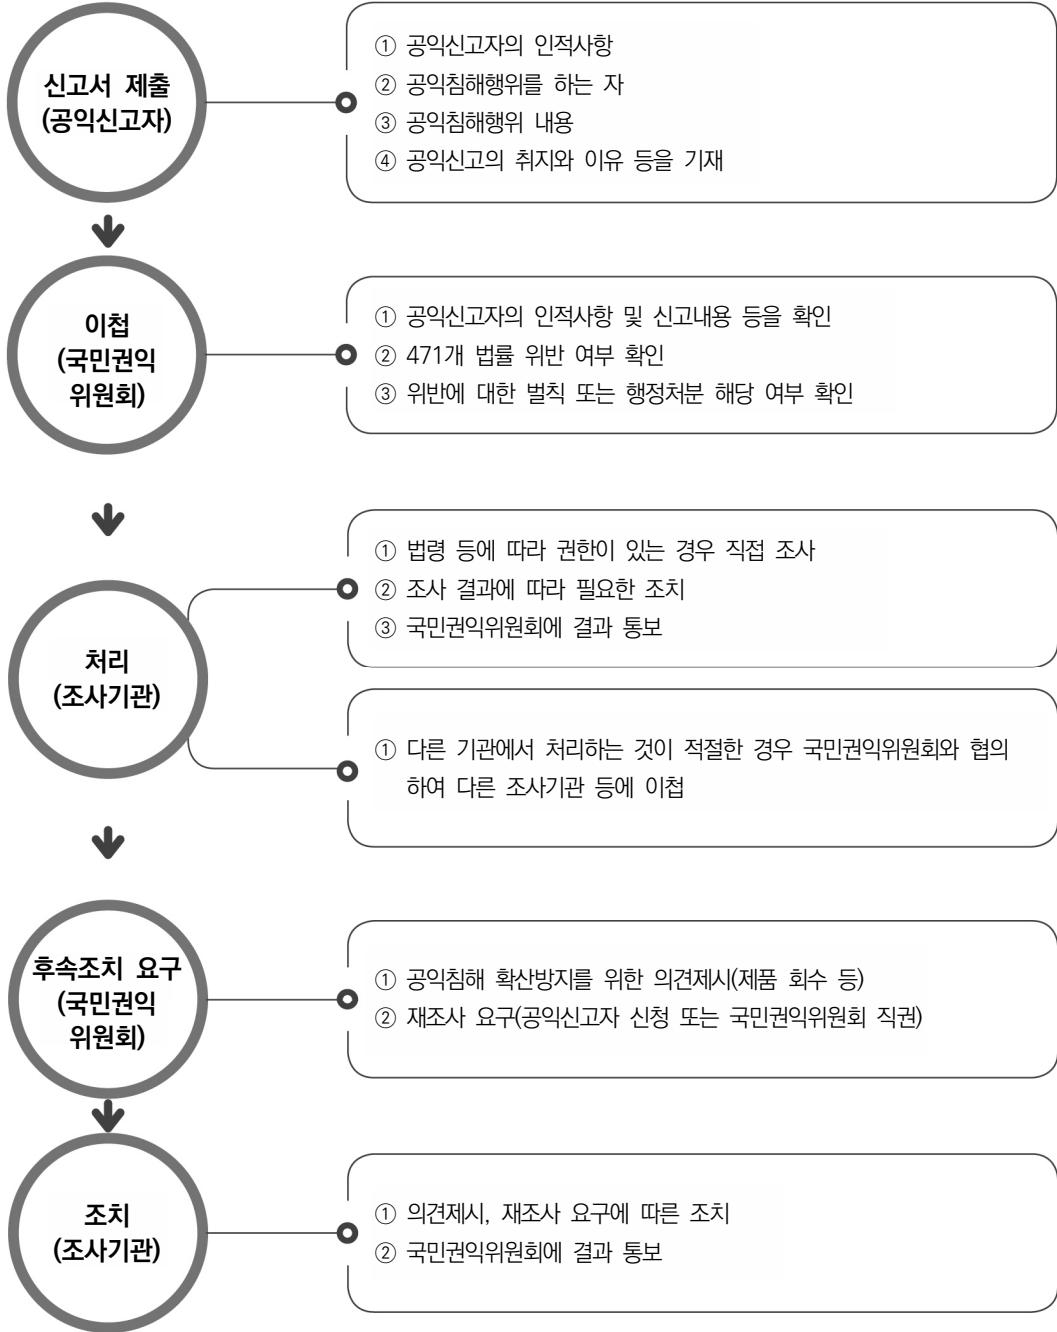 신고서 제출
(공익신고자)
① 공익신고자의 인적사항
② 공익침해행위를 하는 자
③ 공익침해행위 내용
④ 공익신고의 취지와 이유 등을 기재
이첩
(국민권익
위원회)
① 공익신고자의 인적사항 및 신고내용 등을 확인
② 471개 법률 위반 여부 확인
③ 위반에 대한 벌칙 또는 행정처분 해당 여부 확인
처리
(조사기관)
① 법령 등에 따라 권한이 있는 경우 직접 조사
② 조사 결과에 따라 필요한 조치
③ 국민권익위원회에 결과 통보
① 다른 기관에서 처리하는 것이 적절한 경우 국민권익위원회와 협의
하여 다른 조사기관 등에 이첩
후속조치 요구
(국민권익
위원회)
① 공익침해 확산방지를 위한 의견제시(제품 회수 등)
② 재조사 요구(공익신고자 신청 또는 국민권익위원회 직권)
조치
(조사기관)
① 의견제시, 재조사 요구에 따른 조치
② 국민권익위원회에 결과 통보